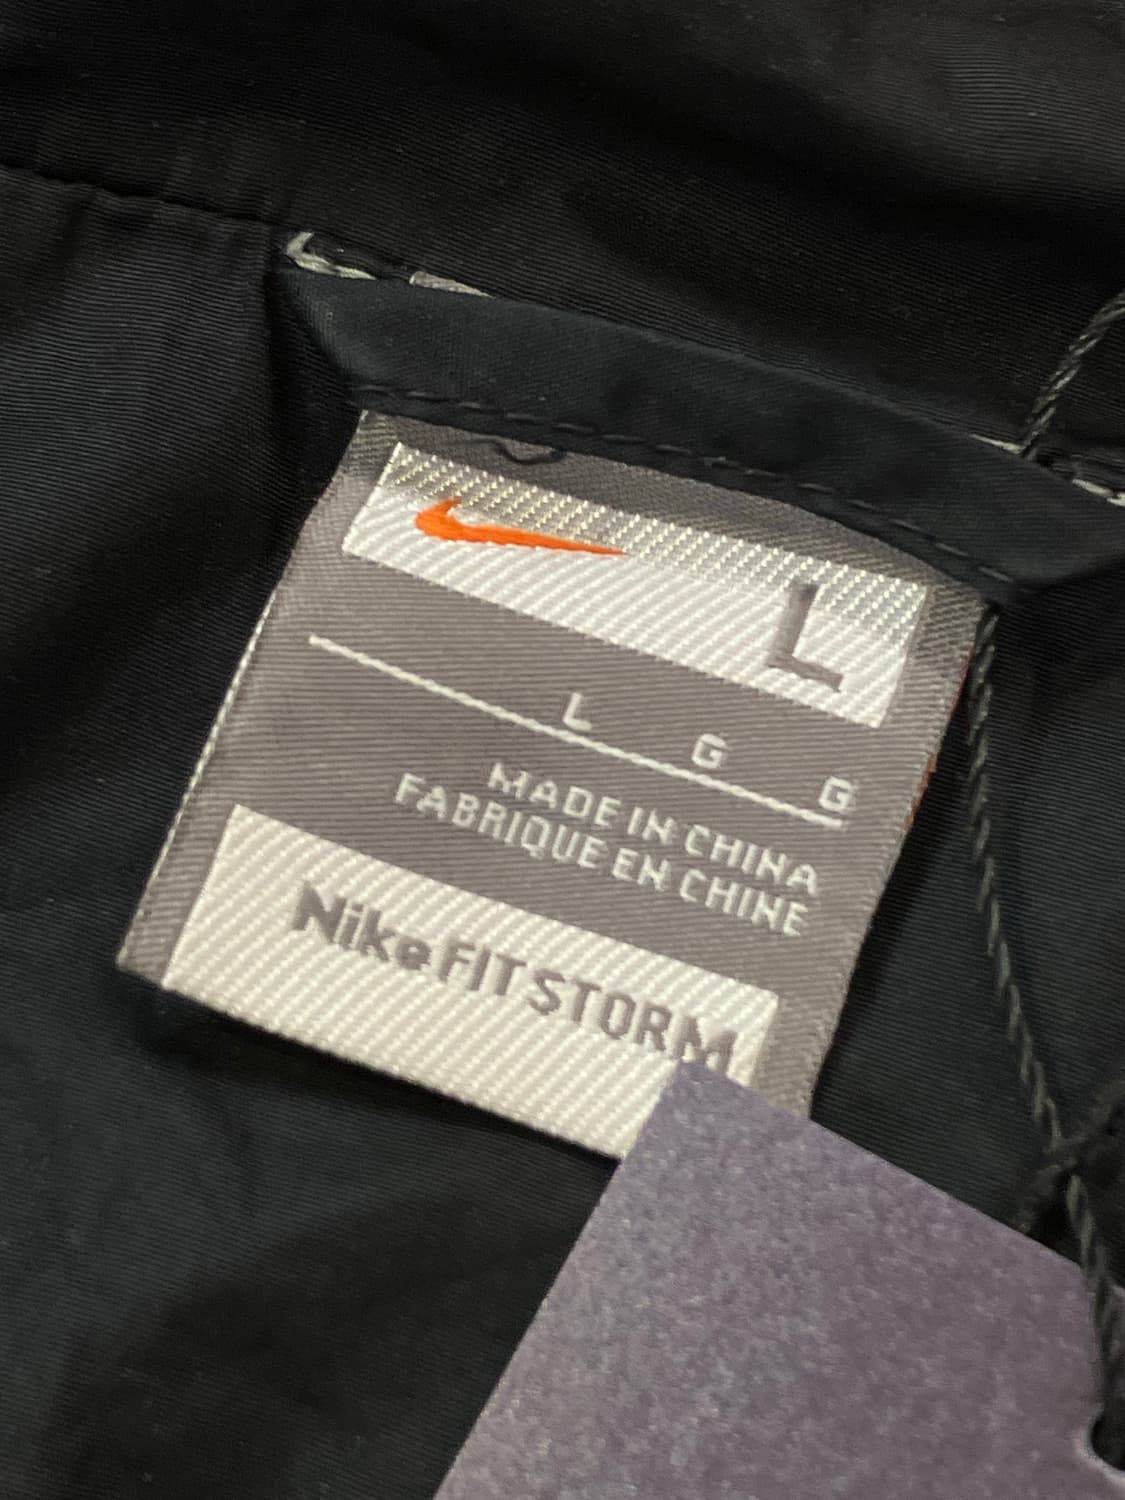 L
L G G
MADE IN CHINA
FABRIQUE EN CHINE
Nike FIT STORM